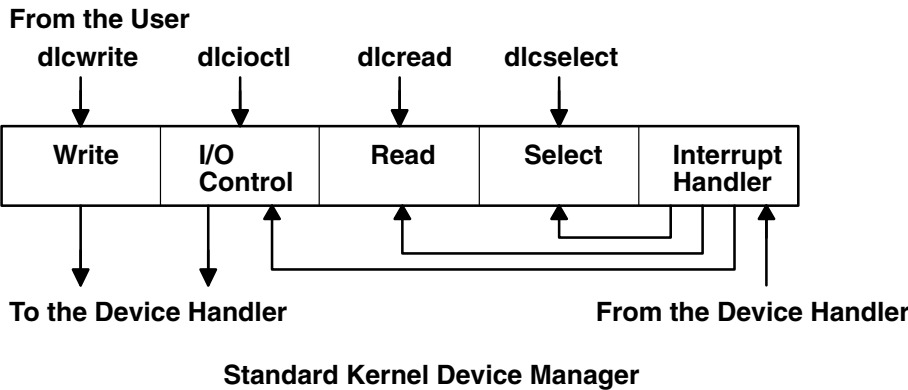 From the User
dlcwrite dlcioctl dlcread dlcselect
Write I/O Control Read Select Interrupt Handler
To the Device Handler From the Device Handler
Standard Kernel Device Manager